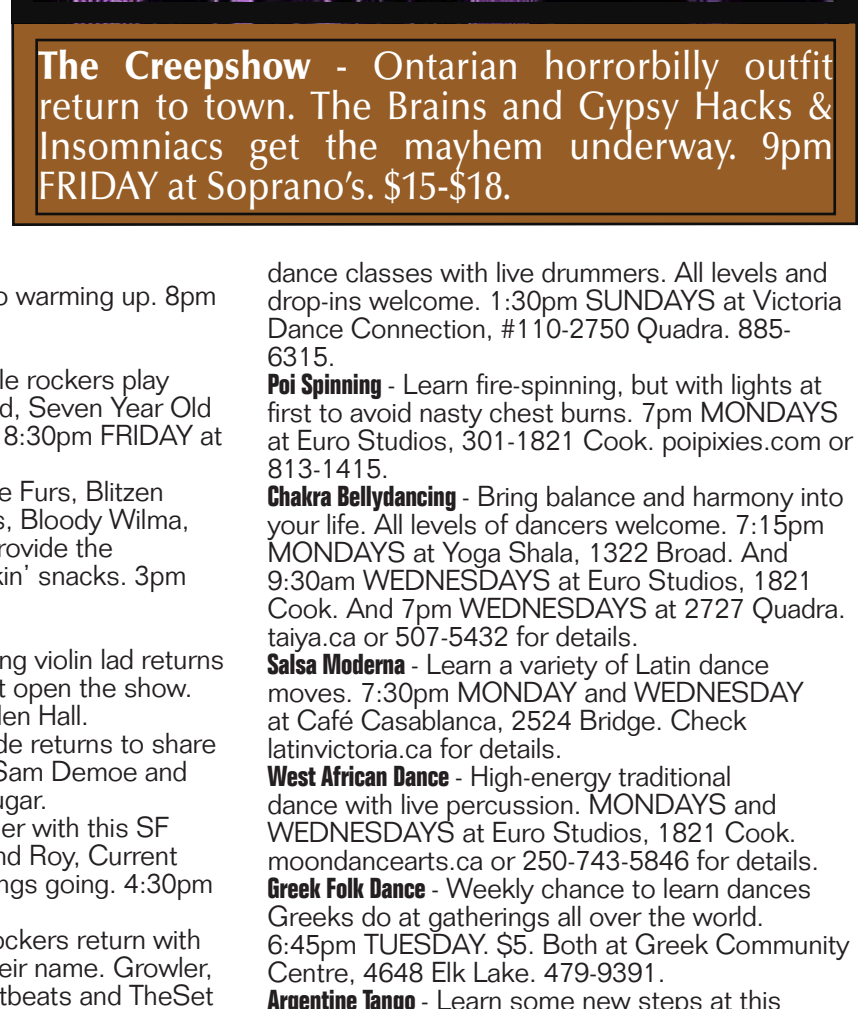 The Creepshow - Ontarian horrorbilly outfit
return to town. The Brains and Gypsy Hacks &
Insomniacs get the mayhem underway. 9pm
FRIDAY at Soprano's. $15-$18.
warming up. 8pm
rockers play
Seven Year Old
8:30pm FRIDAY at
Furs, Blitzen
Bloody Wilma,
the
snacks. 3pm
violin lad returns
open the show.
Hall.
returns to share
Sam Demoe and
with this SF
Roy, Current
going. 4:30pm
return with
name. Growler,
and TheSet
dance classes with live drummers. All levels and
drop-ins welcome. 1:30pm SUNDAYS at Victoria
Dance Connection, #110-2750 Quadra. 885-
6315.
Poi Spinning - Learn fire-spinning, but with lights at
first to avoid nasty chest burns. 7pm MONDAYS
at Euro Studios, 301-1821 Cook. poipixies.com or
813-1415.
Chakra Bellydancing - Bring balance and harmony into
your life. All levels of dancers welcome. 7:15pm
MONDAYS at Yoga Shala, 1322 Broad. And
9:30am WEDNESDAYS at Euro Studios, 1821
Cook. And 7pm WEDNESDAYS at 2727 Quadra.
taiya.ca or 507-5432 for details.
Salsa Moderna - Learn a variety of Latin dance
moves. 7:30pm MONDAY and WEDNESDAY
at Café Casablanca, 2524 Bridge. Check
latinvictoria.ca for details.
West African Dance - High-energy traditional
dance with live percussion. MONDAYS and
WEDNESDAYS at Euro Studios, 1821 Cook.
moondancearts.ca or 250-743-5846 for details.
Greek Folk Dance - Weekly chance to learn dances
Greeks do at gatherings all over the world.
6:45pm TUESDAY. $5. Both at Greek Community
Centre, 4648 Elk Lake. 479-9391.
Argentine Tango - Learn some new steps at this